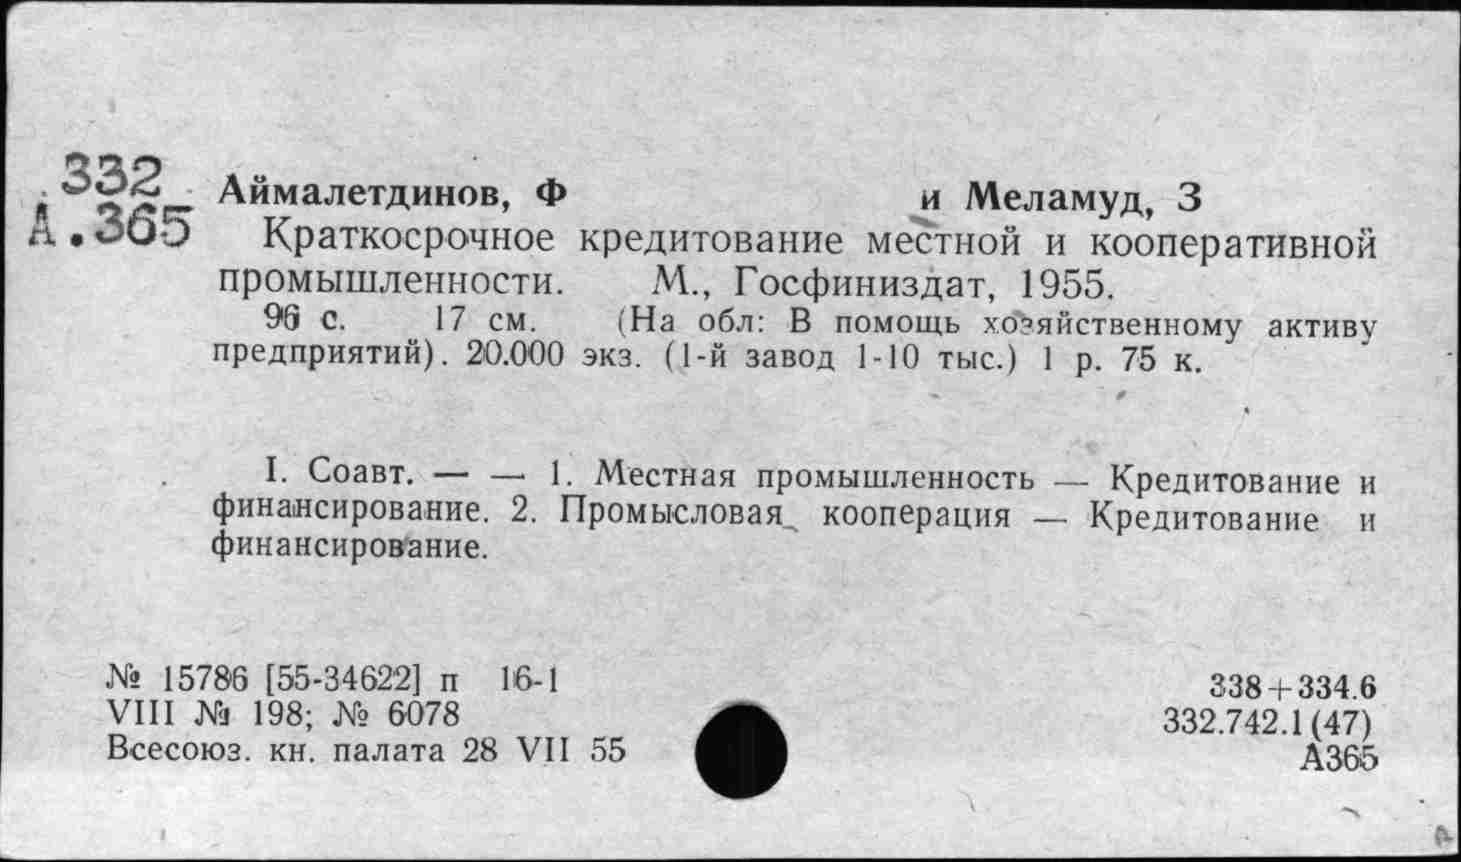 332
А.365
Аймалетдинов, Ф и Меламуд, З
Краткосрочное кредитование местной и кооперативной
промышленности. М., Госфиниздат, 1955.
96 с. 17 см. (На обл: В помощь хозяйственному активу
предприятий). 20.000 экз. (1-й завод 1-10 тыс.) 1 р. 75 к.
I. Соавт. — — 1. Местная промышленность — Кредитование и
финансирование. 2. Промысловая кооперация — Кредитование и
финансирование.
№ 15786 [55-34622] п 16-1
VIII № 198; № 6078
Всесоюз. кн. палата 28 VII 55
338+334.6
332.742.1(47)
А365